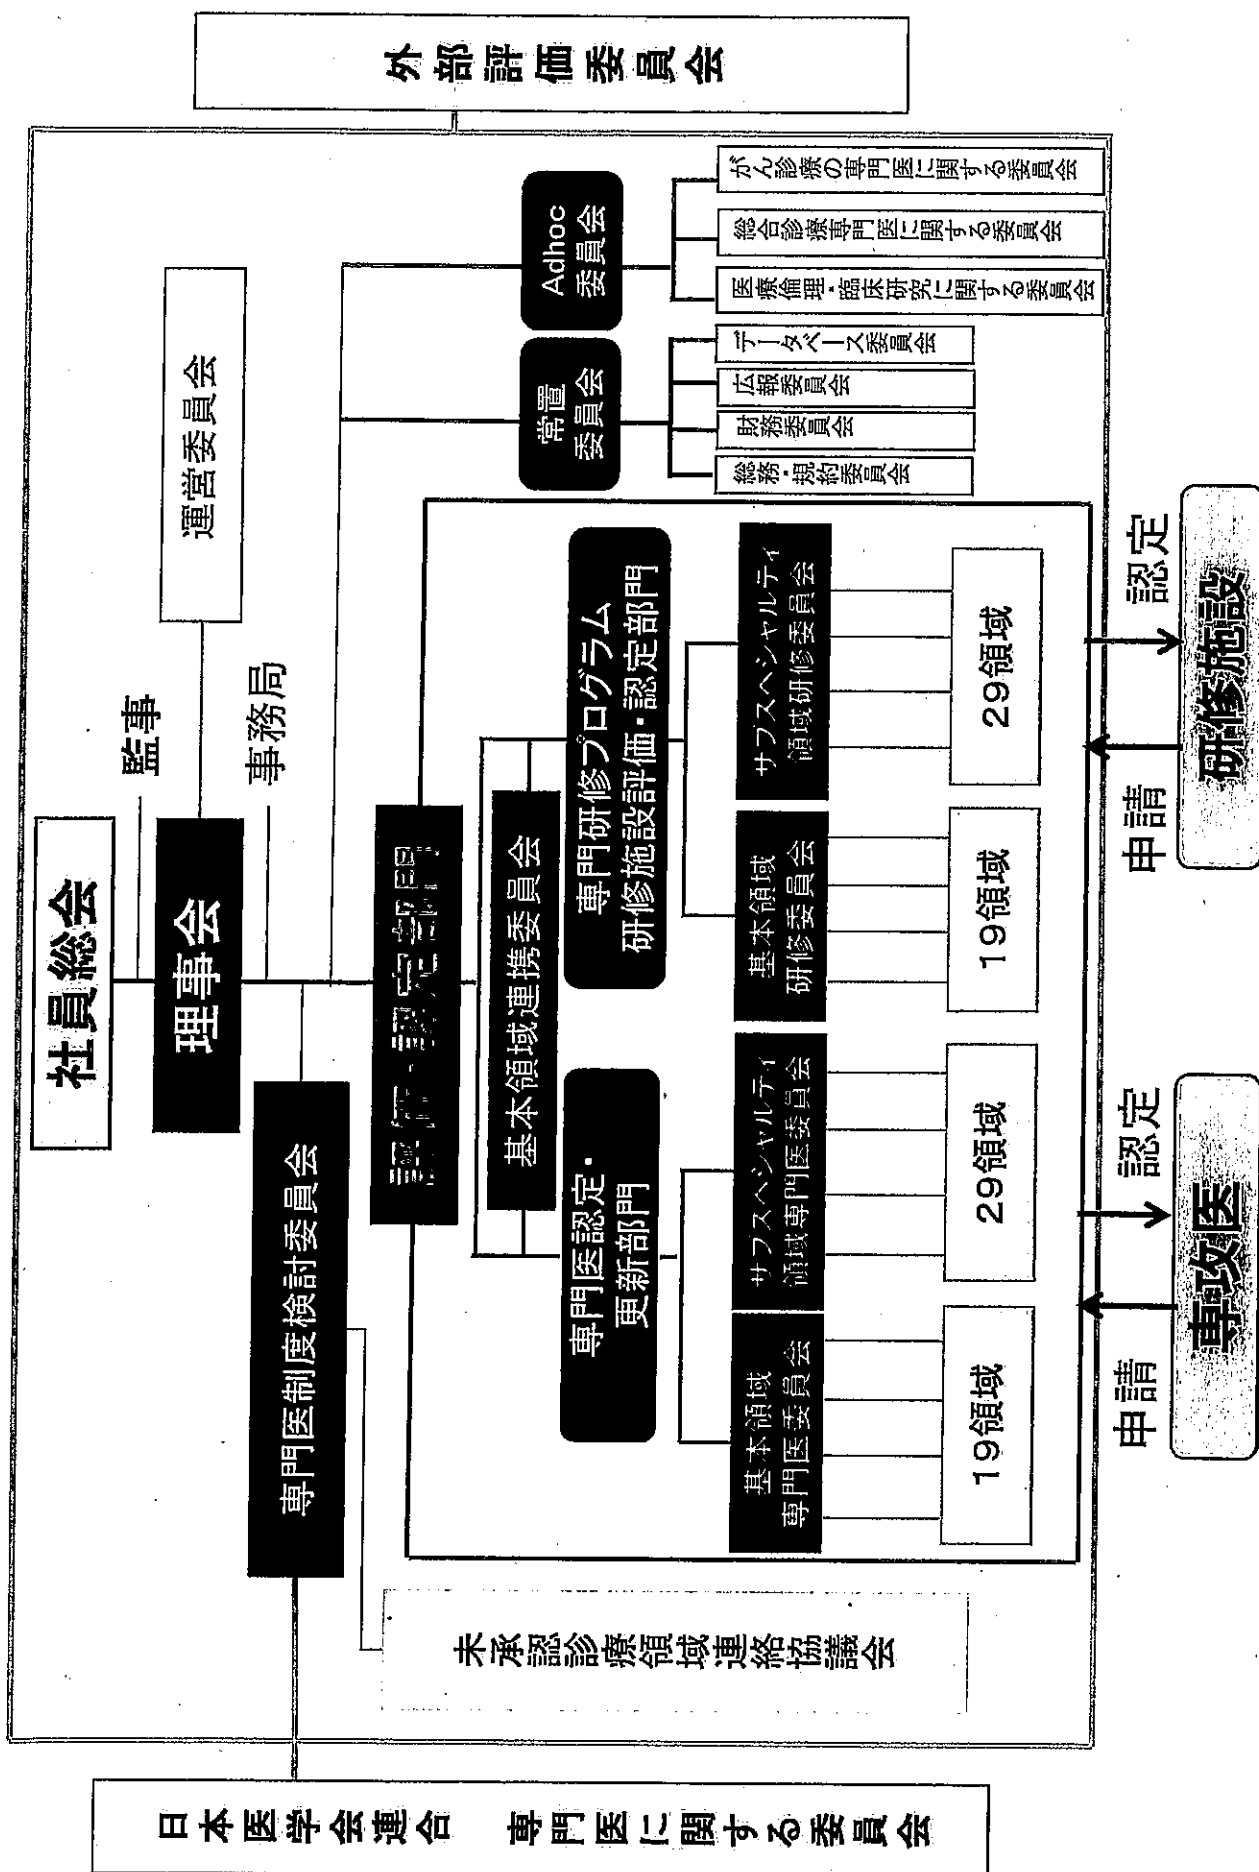 社員総会
監事
理事会
運営委員会
事務局
専門医制度検討委員会
日本医学会連合 専門医に関する委員会
未承認診療領域連絡協議会
外部評価委員会
評価・認定部門
基本領域連携委員会
専門医認定・
更新部門
専門研修プログラム
研修施設評価・認定部門
基本領域
専門医委員会
サブスペシャルティ
領域専門医委員会
基本領域
研修委員会
サブスペシャルティ
領域研修委員会
19領域
29領域
19領域
29領域
常置
委員会
Adhoc
委員会
総務・規約委員会
財務委員会
広報委員会
データベース委員会
医療倫理・臨床研究に関する委員会
総合診療専門医に関する委員会
がん診療の専門医に関する委員会
申請
認定
専攻医
申請
認定
研修施設